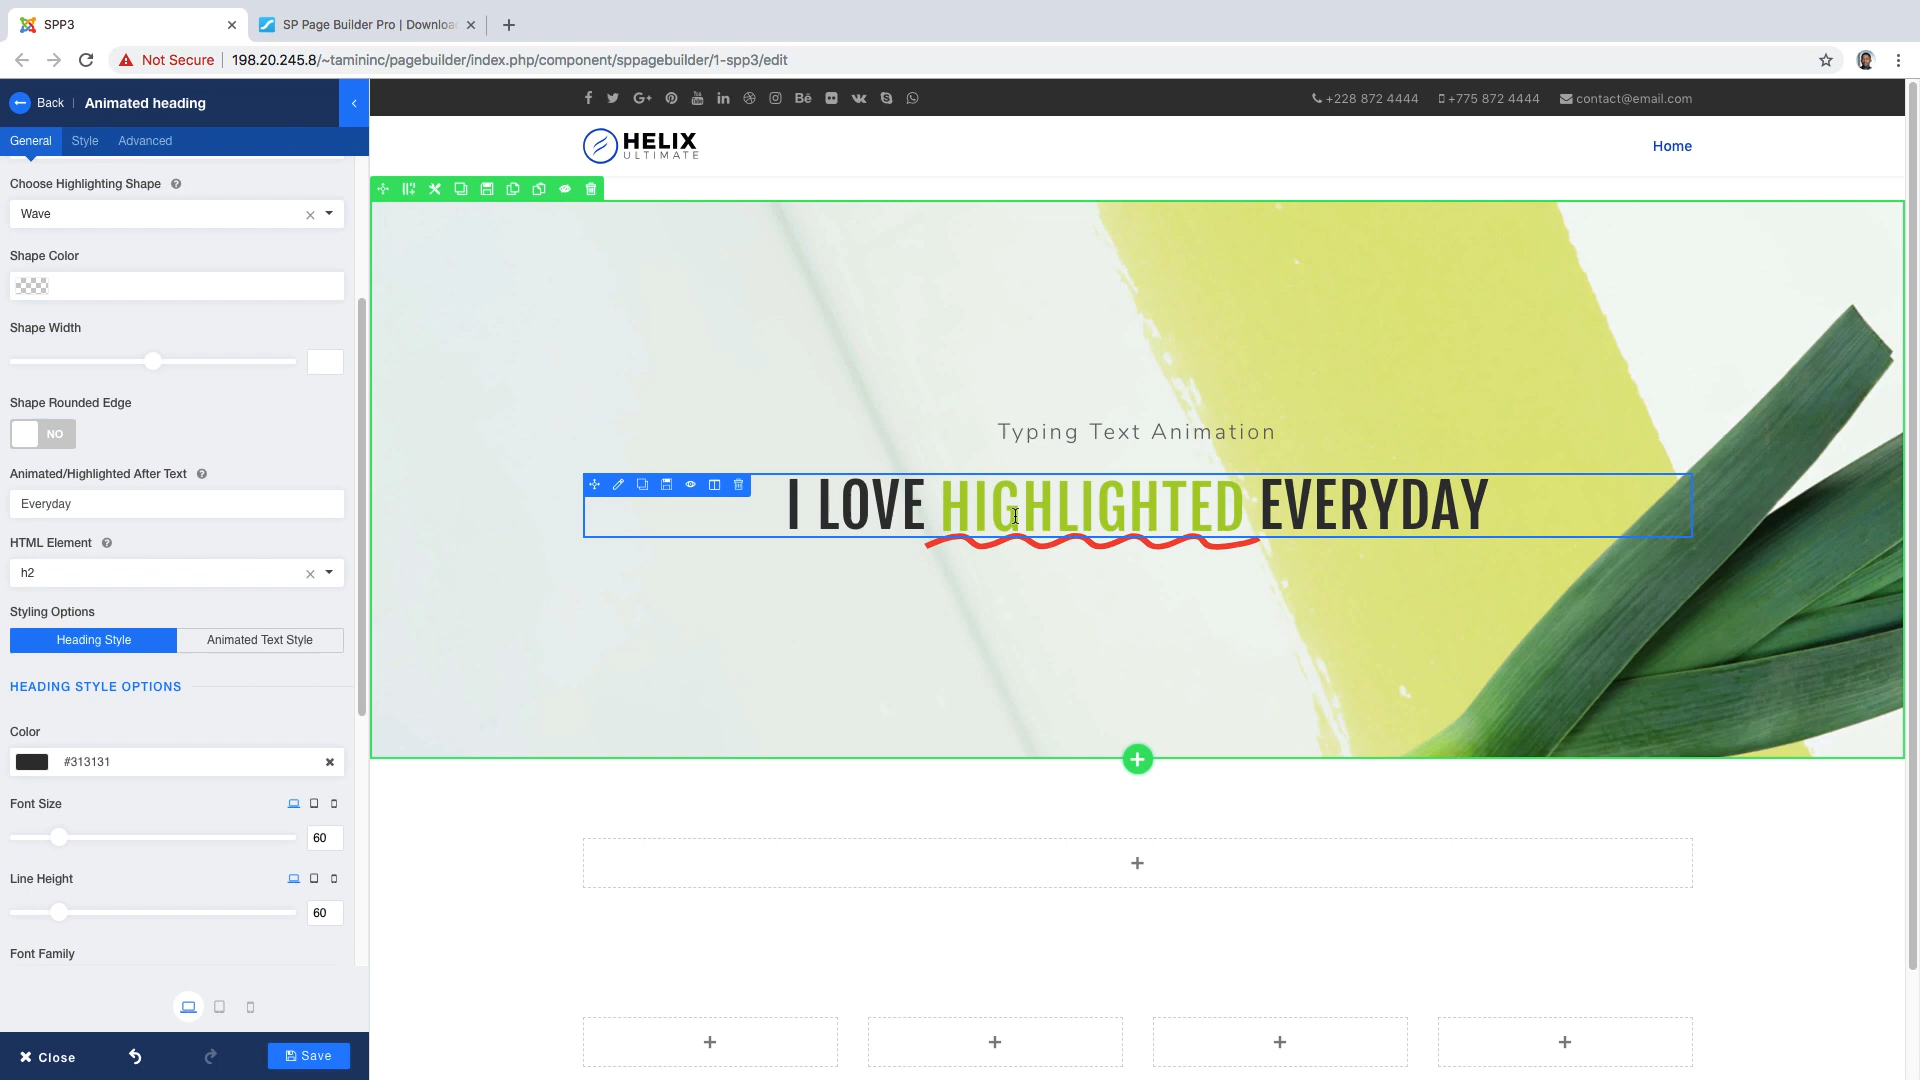 SPP3
SP Page Builder Pro | Downloa
Not Secure
198.20.245.8/~tamininc/pagebuilder/index.php/component/sppagebuilder/1-spp3/edit
Back
Animated heading
General
Style
Advanced
Choose Highlighting Shape
Wave
Shape Color
Shape Width
Shape Rounded Edge
NO
Animated/Highlighted After Text
Everyday
HTML Element
h2
Styling Options
Heading Style
Animated Text Style
HEADING STYLE OPTIONS
Color
#313131
Font Size
60
Line Height
60
Font Family
Close
Save
+228 872 4444
+775 872 4444
contact@email.com
HELIX
ULTIMATE
Home
Typing Text Animation
I LOVE HIGHLIGHTED EVERYDAY